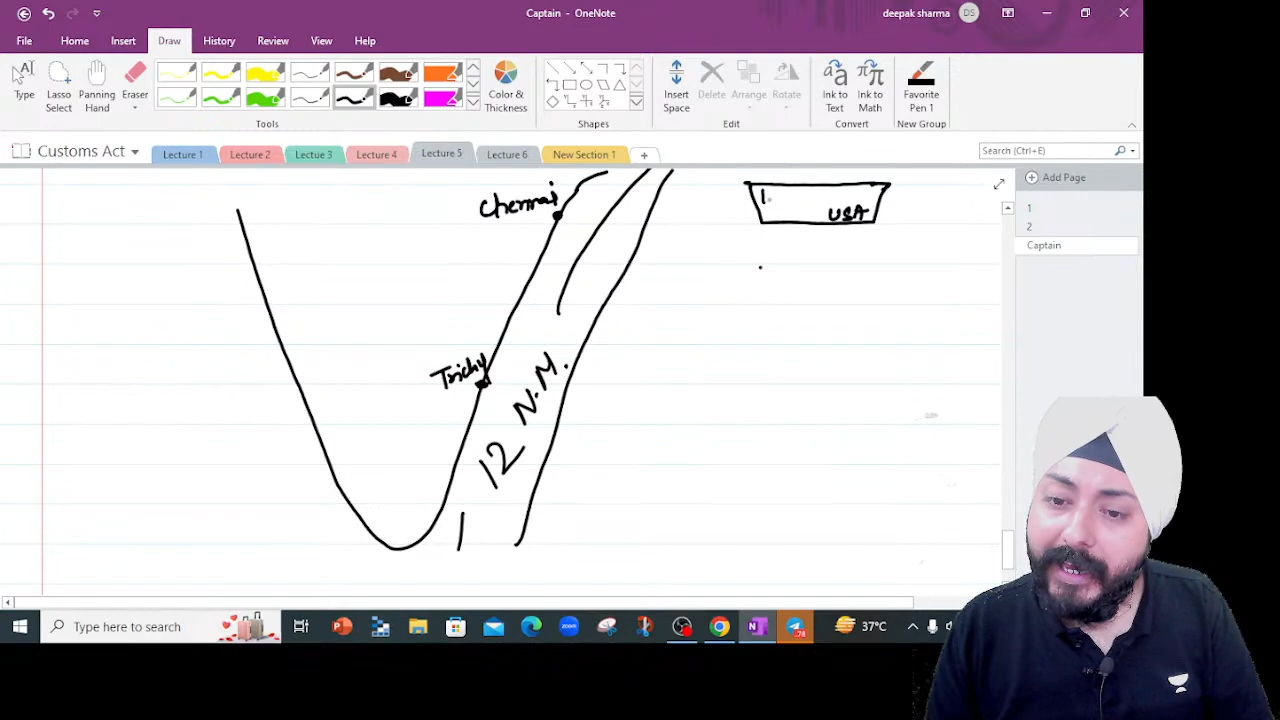 Captain - OneNote
deepak sharma DS
File Home Insert Draw History Review View Help
Type
Lasso Select
Panning Hand
Eraser
Color & Thickness
Insert Space
Delete
Arrange
Rotate
Ink to Text
Ink to Math
Favorite Pen 1
Tools Shapes Edit Convert New Group
Customs Act Lecture 1 Lecture 2 Lectue 3 Lecture 4 Lecture 5 Lecture 6 New Section 1
Search (Ctrl+E)
Add Page
1
2
Captain
Chennai
USA
Trichy
12 N.M.
Type here to search
37°C